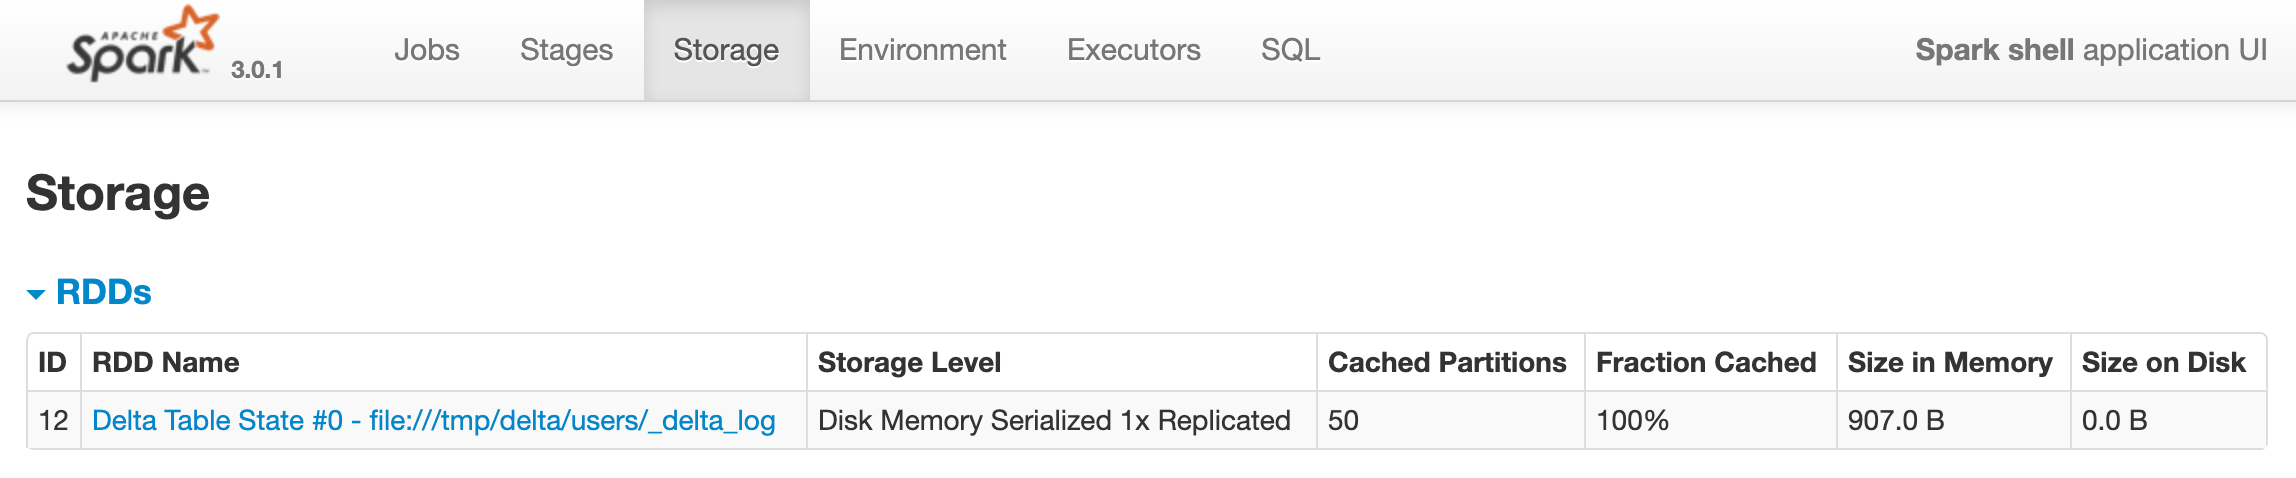 APACHE
Spark 3.0.1 Jobs Stages Storage Environment Executors SQL Spark shell application UI
Storage
RDDs
ID RDD Name Storage Level Cached Partitions Fraction Cached Size in Memory Size on Disk
12 Delta Table State #0 - file:///tmp/delta/users/_delta_log Disk Memory Serialized 1x Replicated 50 100% 907.0 B 0.0 B